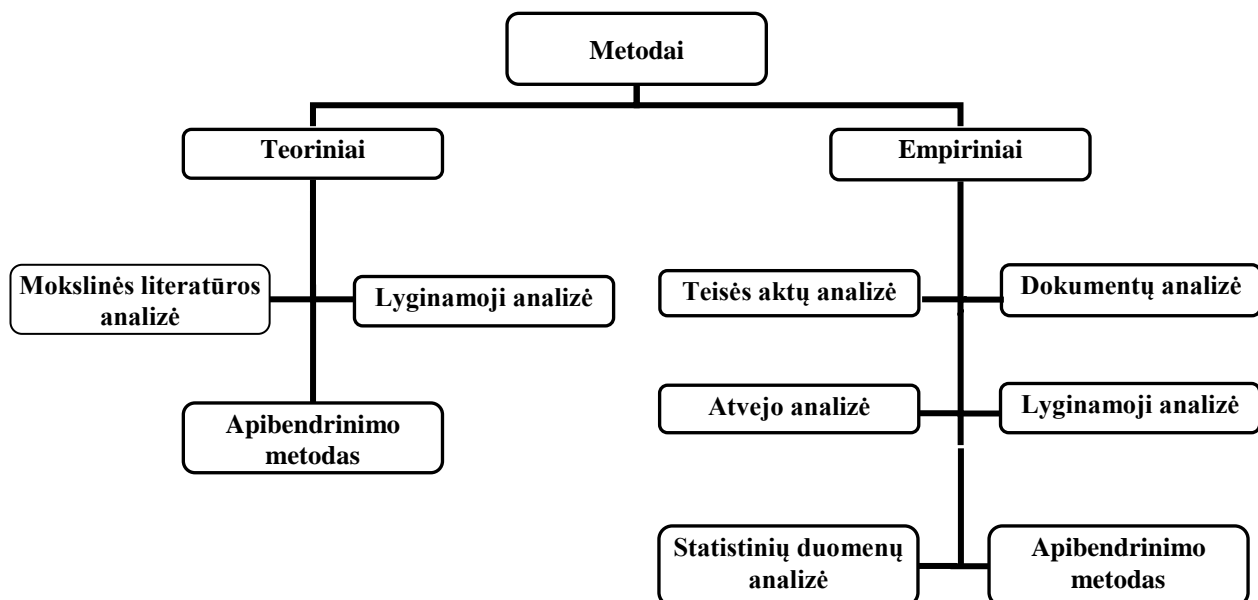 Metodai
Teoriniai
Empiriniai
Mokslinės literatūros
analizė
Lyginamoji analizė
Apibendrinimo
metodas
Teisės aktų analizė
Dokumentų analizė
Atvejo analizė
Lyginamoji analizė
Statistinių duomenų
analizė
Apibendrinimo
metodas